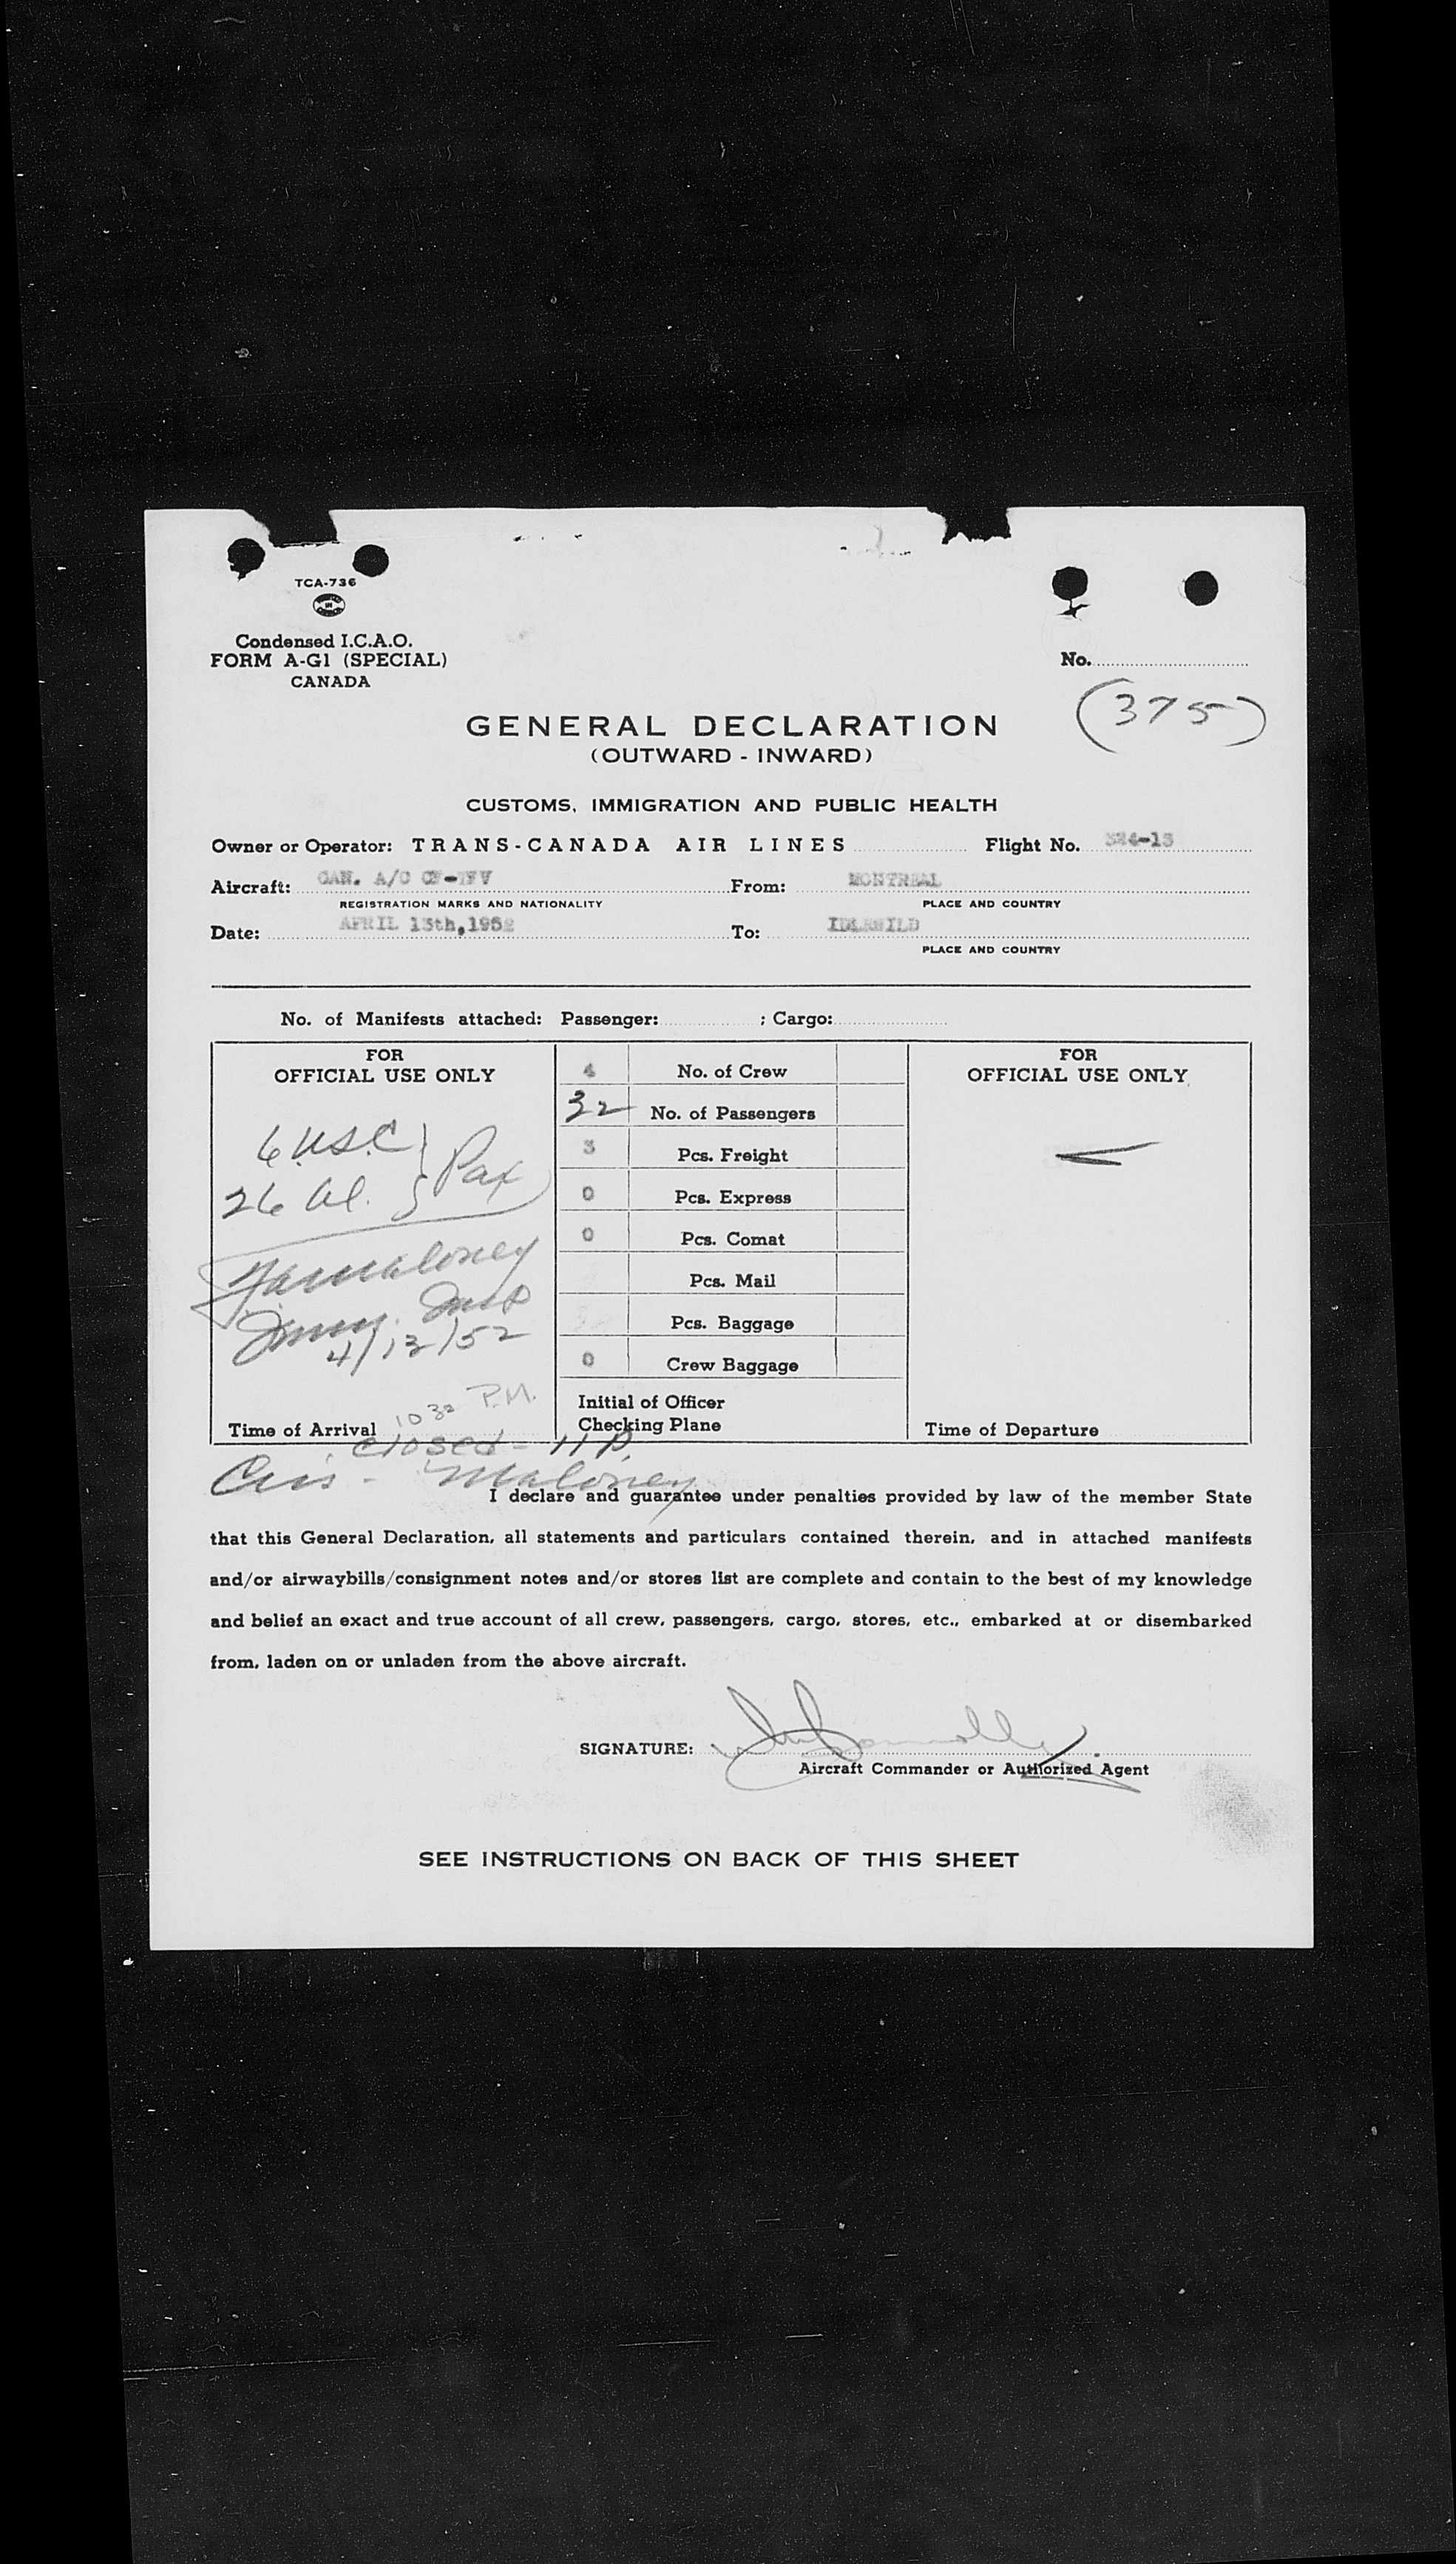 TCA-736
Condensed I.C.A.O.
FORM A-G1 (SPECIAL)
CANADA
No.
(375)
GENERAL DECLARATION
(OUTWARD - INWARD)
CUSTOMS, IMMIGRATION AND PUBLIC HEALTH
Owner or Operator: TRANS-CANADA AIR LINES Flight No. 324-13
Aircraft: CAN. A/C From: MONTREAL
REGISTRATION MARKS AND NATIONALITY PLACE AND COUNTRY
Date: APRIL 13th,1952 To: IDLEWILD
PLACE AND COUNTRY
No. of Manifests attached: Passenger: ; Cargo:
FOR
OFFICIAL USE ONLY
6 USC
26 al. } Pax
Maloney
4/13/52
1030 P.M.
Time of Arrival
closed - 11 P.
Maloney
4 No. of Crew
32 No. of Passengers
3 Pcs. Freight
0 Pcs. Express
0 Pcs. Comat
Pcs. Mail
Pcs. Baggage
0 Crew Baggage
Initial of Officer
Checking Plane
FOR
OFFICIAL USE ONLY
Time of Departure
I declare and guarantee under penalties provided by law of the member State
that this General Declaration, all statements and particulars contained therein, and in attached manifests
and/or airwaybills/consignment notes and/or stores list are complete and contain to the best of my knowledge
and belief an exact and true account of all crew, passengers, cargo, stores, etc., embarked at or disembarked
from, laden on or unladen from the above aircraft.
SIGNATURE:
Aircraft Commander or Authorized Agent
SEE INSTRUCTIONS ON BACK OF THIS SHEET